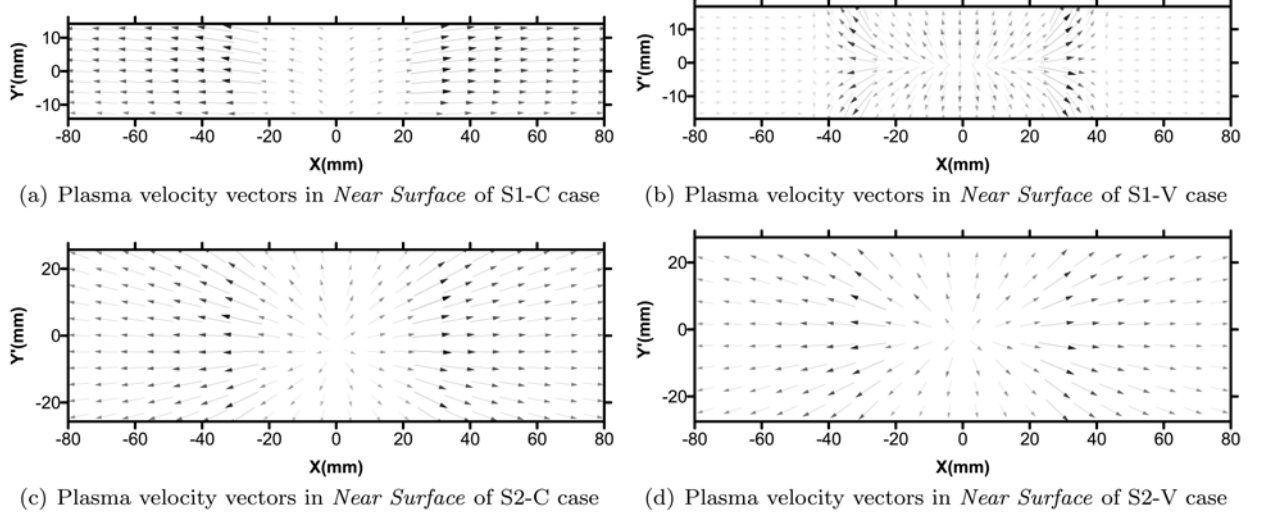 10
0
-10
Y'(mm)
-80 -60 -40 -20 0 20 40 60 80
X(mm)
(a) Plasma velocity vectors in Near Surface of S1-C case
10
0
-10
Y'(mm)
-80 -60 -40 -20 0 20 40 60 80
X(mm)
(b) Plasma velocity vectors in Near Surface of S1-V case
20
0
-20
Y'(mm)
-80 -60 -40 -20 0 20 40 60 80
X(mm)
(c) Plasma velocity vectors in Near Surface of S2-C case
20
0
-20
Y'(mm)
-80 -60 -40 -20 0 20 40 60 80
X(mm)
(d) Plasma velocity vectors in Near Surface of S2-V case